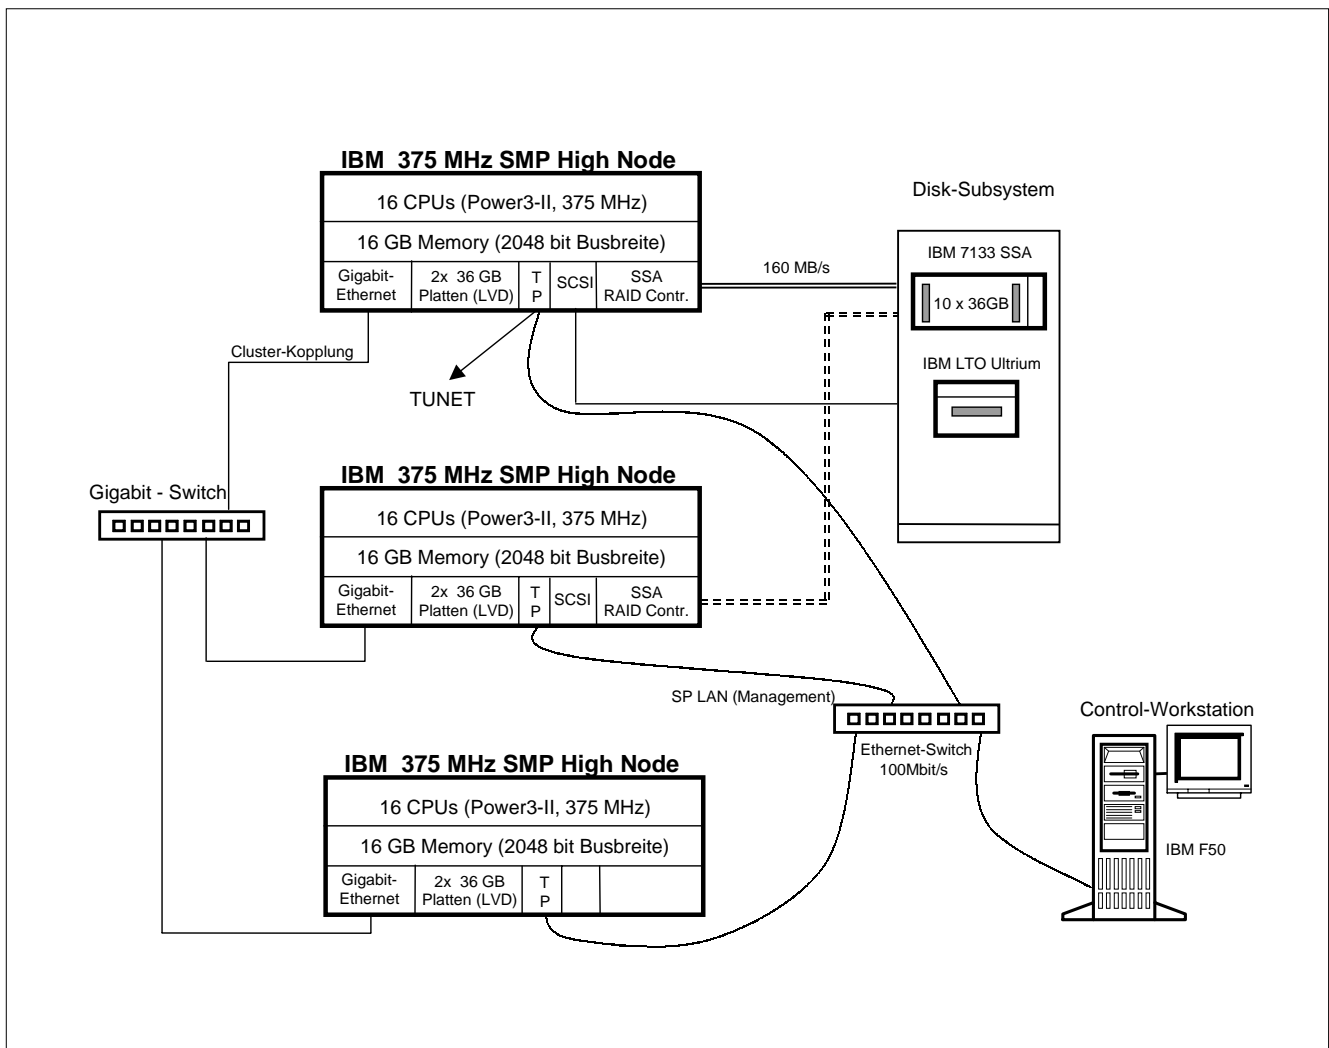 IBM 375 MHz SMP High Node
16 CPUs (Power3-II, 375 MHz)
16 GB Memory (2048 bit Busbreite)
Gigabit-
Ethernet
2x 36 GB
Platten (LVD)
T
P
SCSI
SSA
RAID Contr.
160 MB/s
Disk-Subsystem
IBM 7133 SSA
10 x 36GB
IBM LTO Ultrium
Cluster-Kopplung
TUNET
Gigabit - Switch
IBM 375 MHz SMP High Node
16 CPUs (Power3-II, 375 MHz)
16 GB Memory (2048 bit Busbreite)
Gigabit-
Ethernet
2x 36 GB
Platten (LVD)
T
P
SCSI
SSA
RAID Contr.
SP LAN (Management)
Ethernet-Switch
100Mbit/s
Control-Workstation
IBM F50
IBM 375 MHz SMP High Node
16 CPUs (Power3-II, 375 MHz)
16 GB Memory (2048 bit Busbreite)
Gigabit-
Ethernet
2x 36 GB
Platten (LVD)
T
P